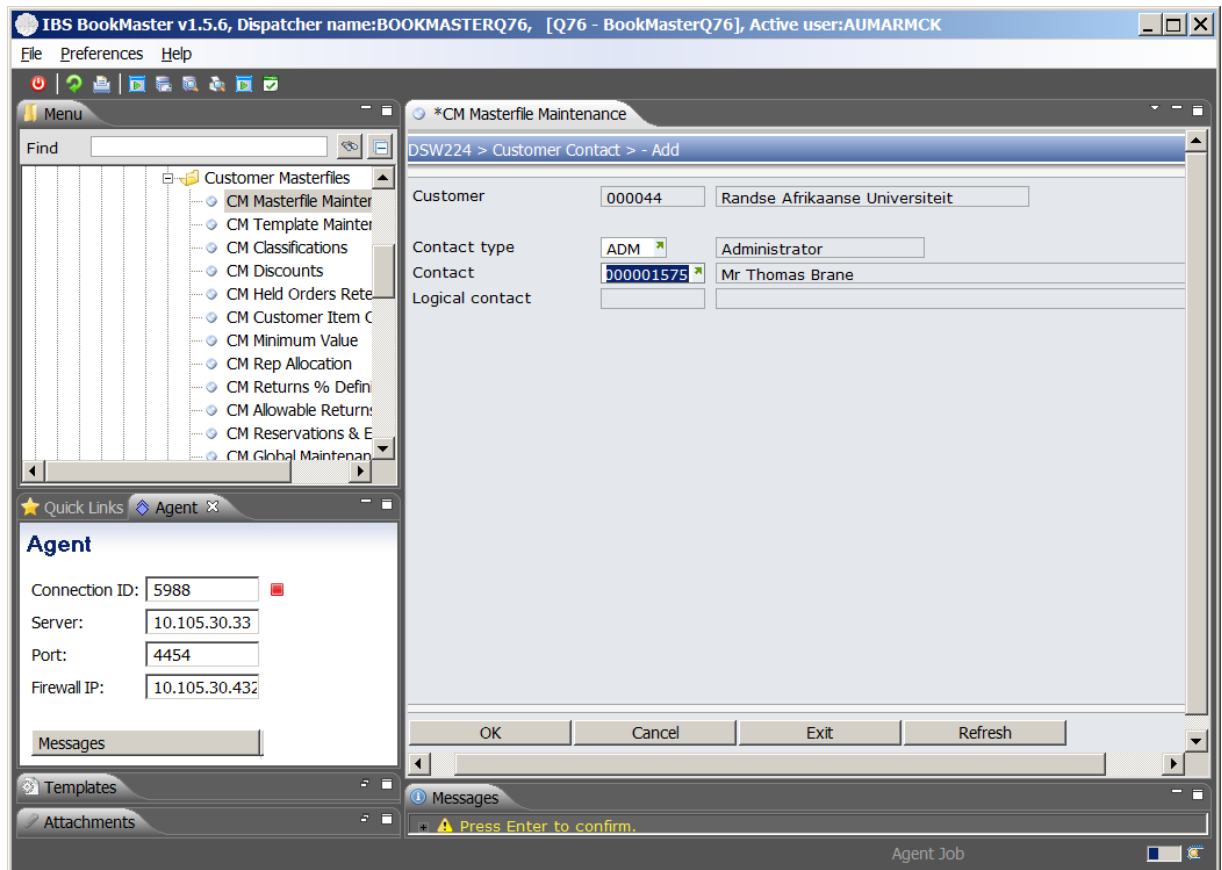 IBS BookMaster v1.5.6, Dispatcher name:BOOKMASTERQ76, [Q76 - BookMasterQ76], Active user:AUMARMCK
File Preferences Help
Menu
Find
Customer Masterfiles
CM Masterfile Mainter
CM Template Mainter
CM Classifications
CM Discounts
CM Held Orders Rete
CM Customer Item C
CM Minimum Value
CM Rep Allocation
CM Returns % Defin
CM Allowable Return
CM Reservations & E
CM Global Maintenan
Quick Links Agent
Agent
Connection ID: 5988
Server: 10.105.30.33
Port: 4454
Firewall IP: 10.105.30.432
Messages
Templates
Attachments
*CM Masterfile Maintenance
DSW224 > Customer Contact > - Add
Customer 000044 Randse Afrikaanse Universiteit
Contact type ADM Administrator
Contact 000001575 Mr Thomas Brane
Logical contact
OK Cancel Exit Refresh
Messages
Press Enter to confirm.
Agent Job